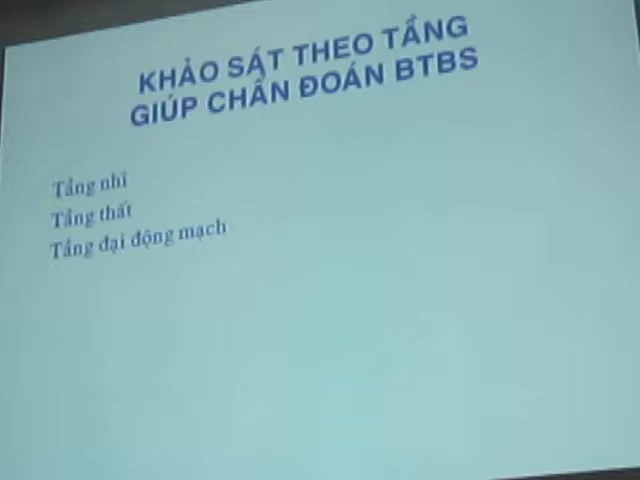 KHẢO SÁT THEO TẦNG
GIÚP CHẨN ĐOÁN BTBS
Tầng nhĩ
Tầng thất
Tầng đại động mạch